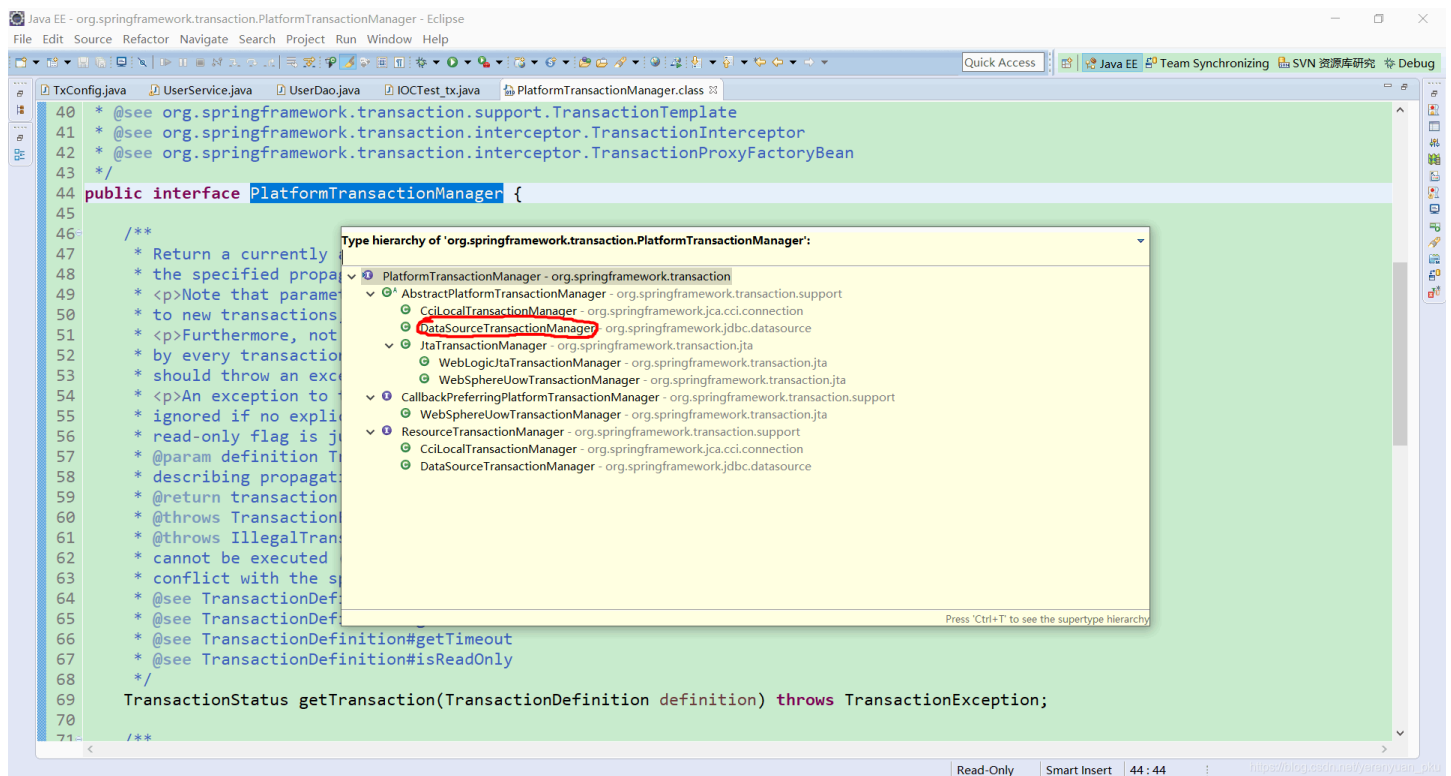 Java EE - org.springframework.transaction.PlatformTransactionManager - Eclipse
File Edit Source Refactor Navigate Search Project Run Window Help
Quick Access
Java EE Team Synchronizing SVN 资源库研究 Debug
TxConfig.java UserService.java UserDao.java IOCTest_tx.java PlatformTransactionManager.class
40 * @see org.springframework.transaction.support.TransactionTemplate
41 * @see org.springframework.transaction.interceptor.TransactionInterceptor
42 * @see org.springframework.transaction.interceptor.TransactionProxyFactoryBean
43 */
44 public interface PlatformTransactionManager {
45
46 /**
47 * Return a currently
48 * the specified propa
49 * <p>Note that parame
50 * to new transactions
51 * <p>Furthermore, not
52 * by every transaction
53 * should throw an exc
54 * <p>An exception to
55 * ignored if no expli
56 * read-only flag is j
57 * @param definition T
58 * describing propagat
59 * @return transaction
60 * @throws Transaction
61 * @throws IllegalTran
62 * cannot be executed
63 * conflict with the s
64 * @see TransactionDef
65 * @see TransactionDef
66 * @see TransactionDefinition#getTimeout
67 * @see TransactionDefinition#isReadOnly
68 */
69 TransactionStatus getTransaction(TransactionDefinition definition) throws TransactionException;
70
71 /**
Type hierarchy of 'org.springframework.transaction.PlatformTransactionManager':
PlatformTransactionManager - org.springframework.transaction
AbstractPlatformTransactionManager - org.springframework.transaction.support
CciLocalTransactionManager - org.springframework.jca.cci.connection
DataSourceTransactionManager - org.springframework.jdbc.datasource
JtaTransactionManager - org.springframework.transaction.jta
WebLogicJtaTransactionManager - org.springframework.transaction.jta
WebSphereUowTransactionManager - org.springframework.transaction.jta
CallbackPreferringPlatformTransactionManager - org.springframework.transaction.support
WebSphereUowTransactionManager - org.springframework.transaction.jta
ResourceTransactionManager - org.springframework.transaction.support
CciLocalTransactionManager - org.springframework.jca.cci.connection
DataSourceTransactionManager - org.springframework.jdbc.datasource
Press 'Ctrl+T' to see the supertype hierarchy
Read-Only Smart Insert 44 : 44